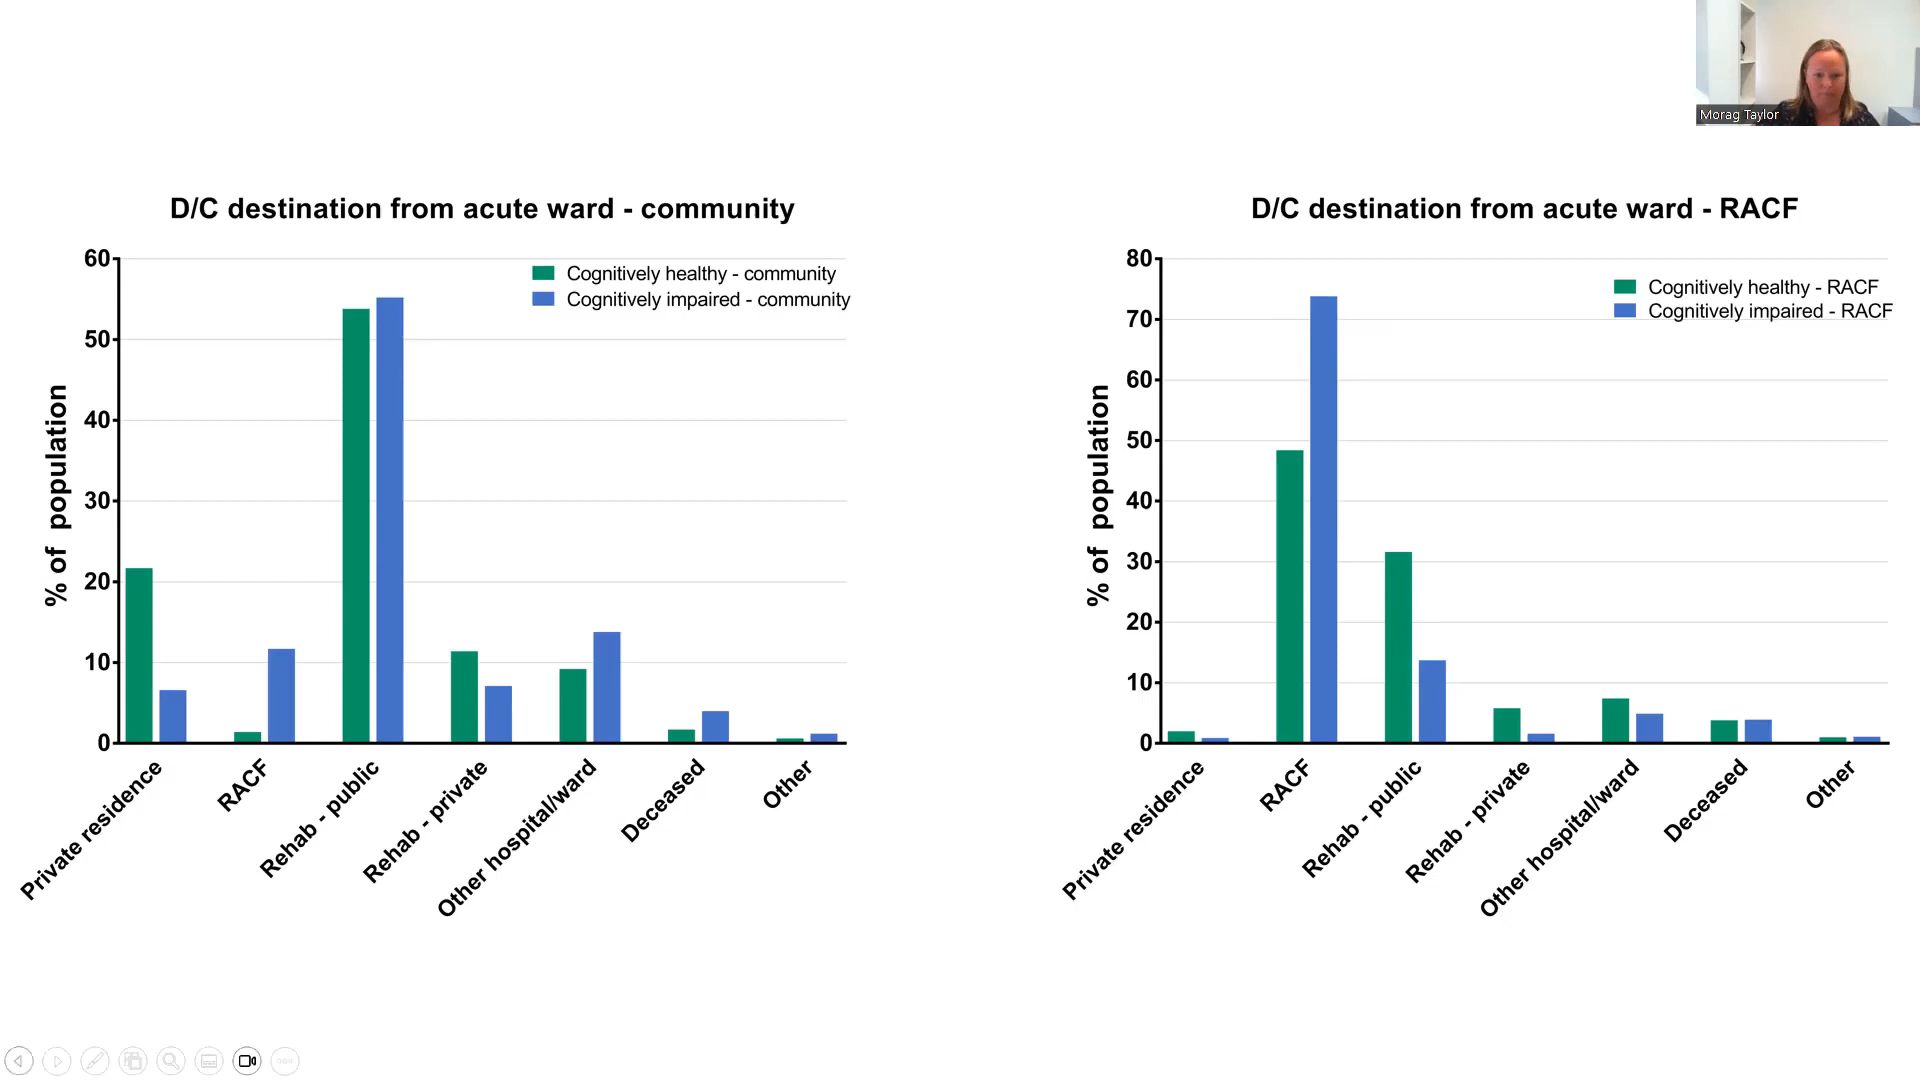 Morag Taylor
D/C destination from acute ward - community
60
50
40
30
20
10
0
% of population
Cognitively healthy - community
Cognitively impaired - community
Private residence
RACF
Rehab - public
Rehab - private
Other hospital/ward
Deceased
Other
D/C destination from acute ward - RACF
80
70
60
50
40
30
20
10
0
% of population
Cognitively healthy - RACF
Cognitively impaired - RACF
Private residence
RACF
Rehab - public
Rehab - private
Other hospital/ward
Deceased
Other